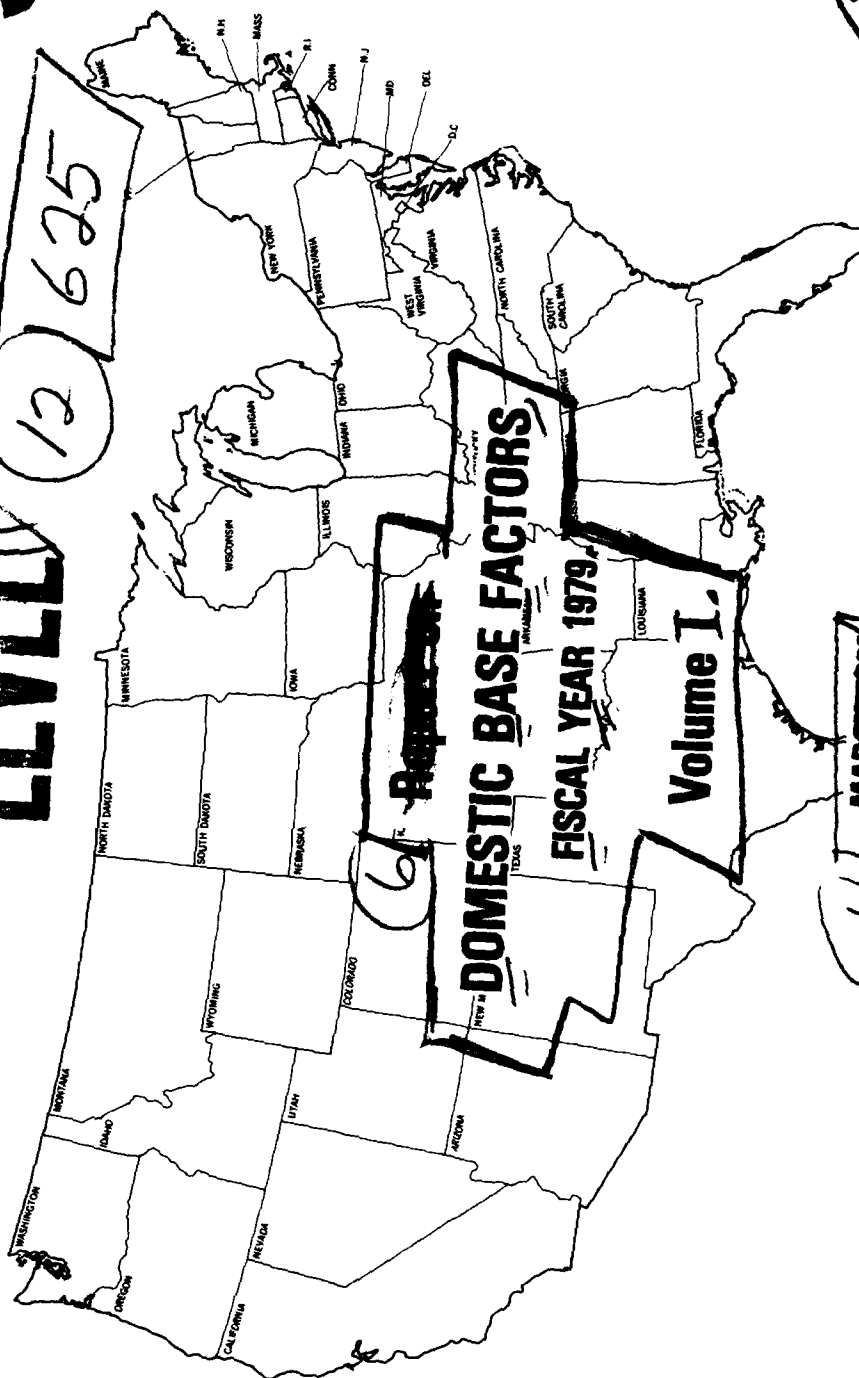 LEVEL
12 625
MAINE
N.H
MASS
R.I
CONN
N.J
MD
DEL
D.C
WASHINGTON
MONTANA
NORTH DAKOTA
MINNESOTA
WISCONSIN
MICHIGAN
NEW YORK
OREGON
IDAHO
WYOMING
SOUTH DAKOTA
IOWA
ILLINOIS
INDIANA
OHIO
PENNSYLVANIA
NEVADA
UTAH
COLORADO
NEBRASKA
WEST
VIRGINIA
VIRGINIA
CALIFORNIA
ARIZONA
NEW M
TEXAS
NORTH CAROLINA
SOUTH
CAROLINA
LOUISIANA
FLORIDA
6
DOMESTIC BASE FACTORS
FISCAL YEAR 1979
Volume I.